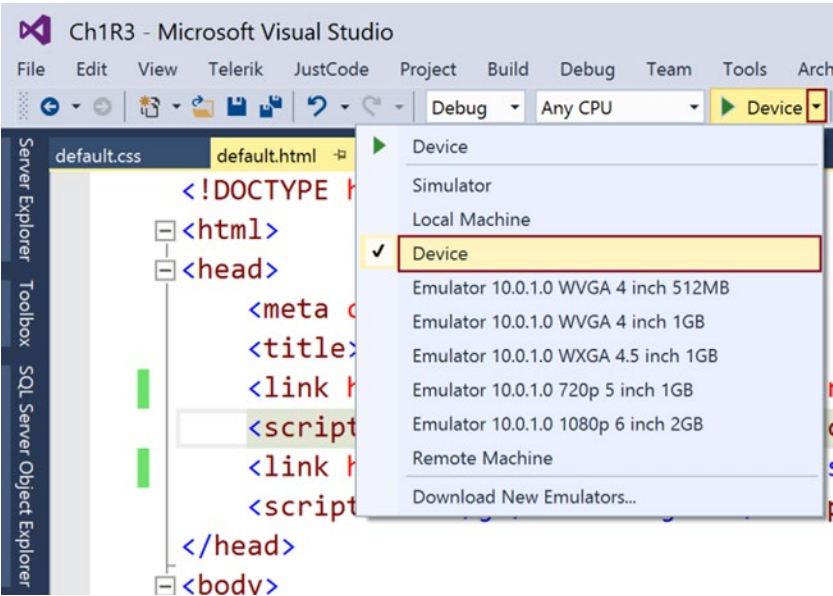 Ch1R3 - Microsoft Visual Studio
File Edit View Telerik JustCode Project Build Debug Team Tools Arch
Debug Any CPU Device
Server Explorer
Toolbox
SQL Server Object Explorer
default.css default.html
Device
Simulator
Local Machine
Device
Emulator 10.0.1.0 WVGA 4 inch 512MB
Emulator 10.0.1.0 WVGA 4 inch 1GB
Emulator 10.0.1.0 WXGA 4.5 inch 1GB
Emulator 10.0.1.0 720p 5 inch 1GB
Emulator 10.0.1.0 1080p 6 inch 2GB
Remote Machine
Download New Emulators...
<!DOCTYPE
<html>
<head>
<meta
<title>
<link
<script
<link
<script
</head>
<body>